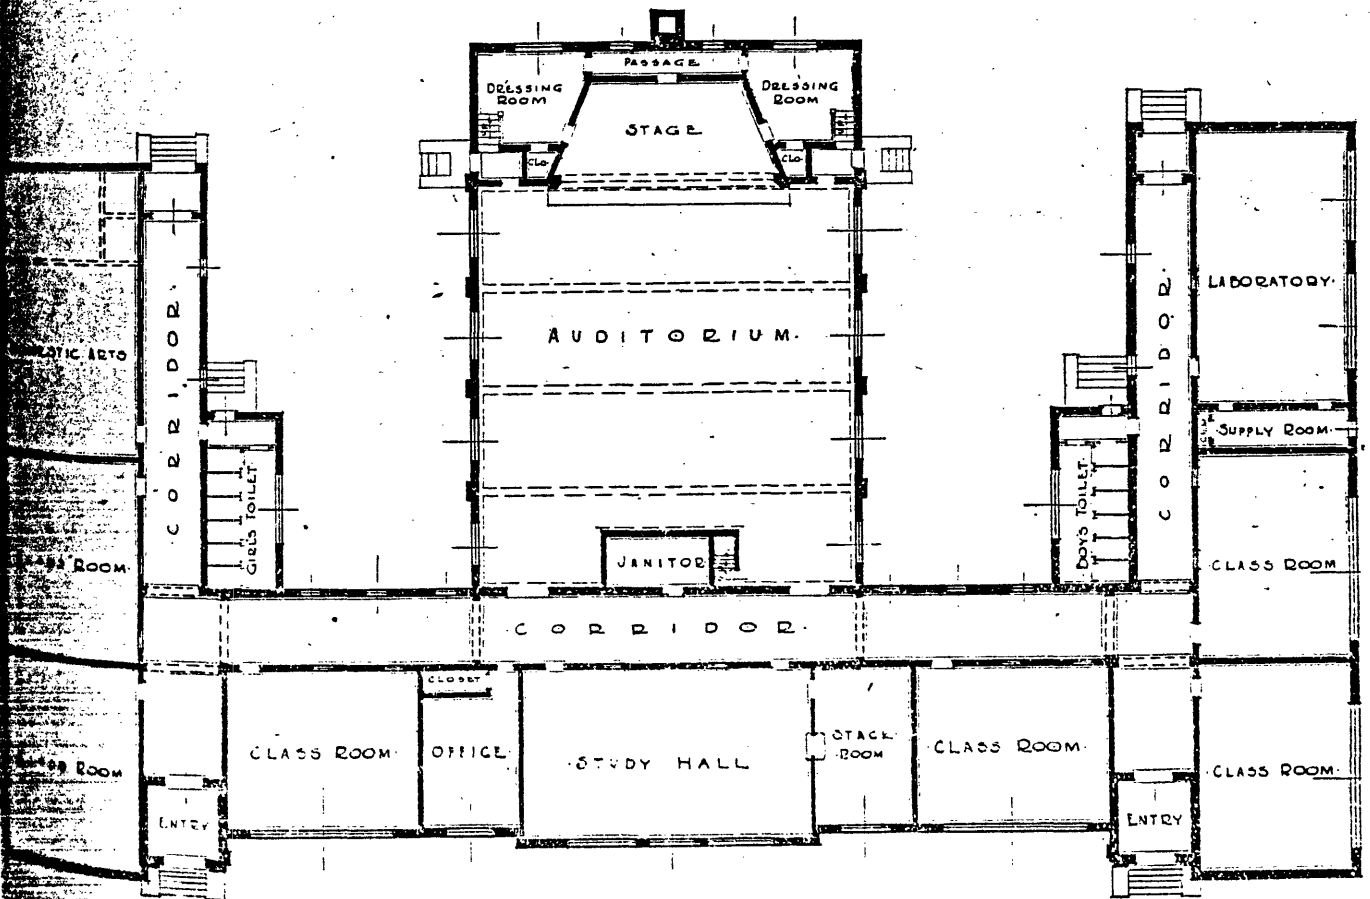 PASSAGE
DRESSING
ROOM
DRESSING
ROOM
STAGE
CLO.
CLO.
LABORATORY.
AUDITORIUM.
CORRIDOR.
CORRIDOR.
ARTS
SUPPLY ROOM.
GIRLS TOILET
BOYS TOILET
JANITOR
ROOM.
CLASS ROOM
CORRIDOR.
CLOSET
CLASS ROOM.
OFFICE.
.STUDY HALL
STACK
ROOM
CLASS ROOM.
ROOM
.CLASS ROOM.
ENTRY
ENTRY